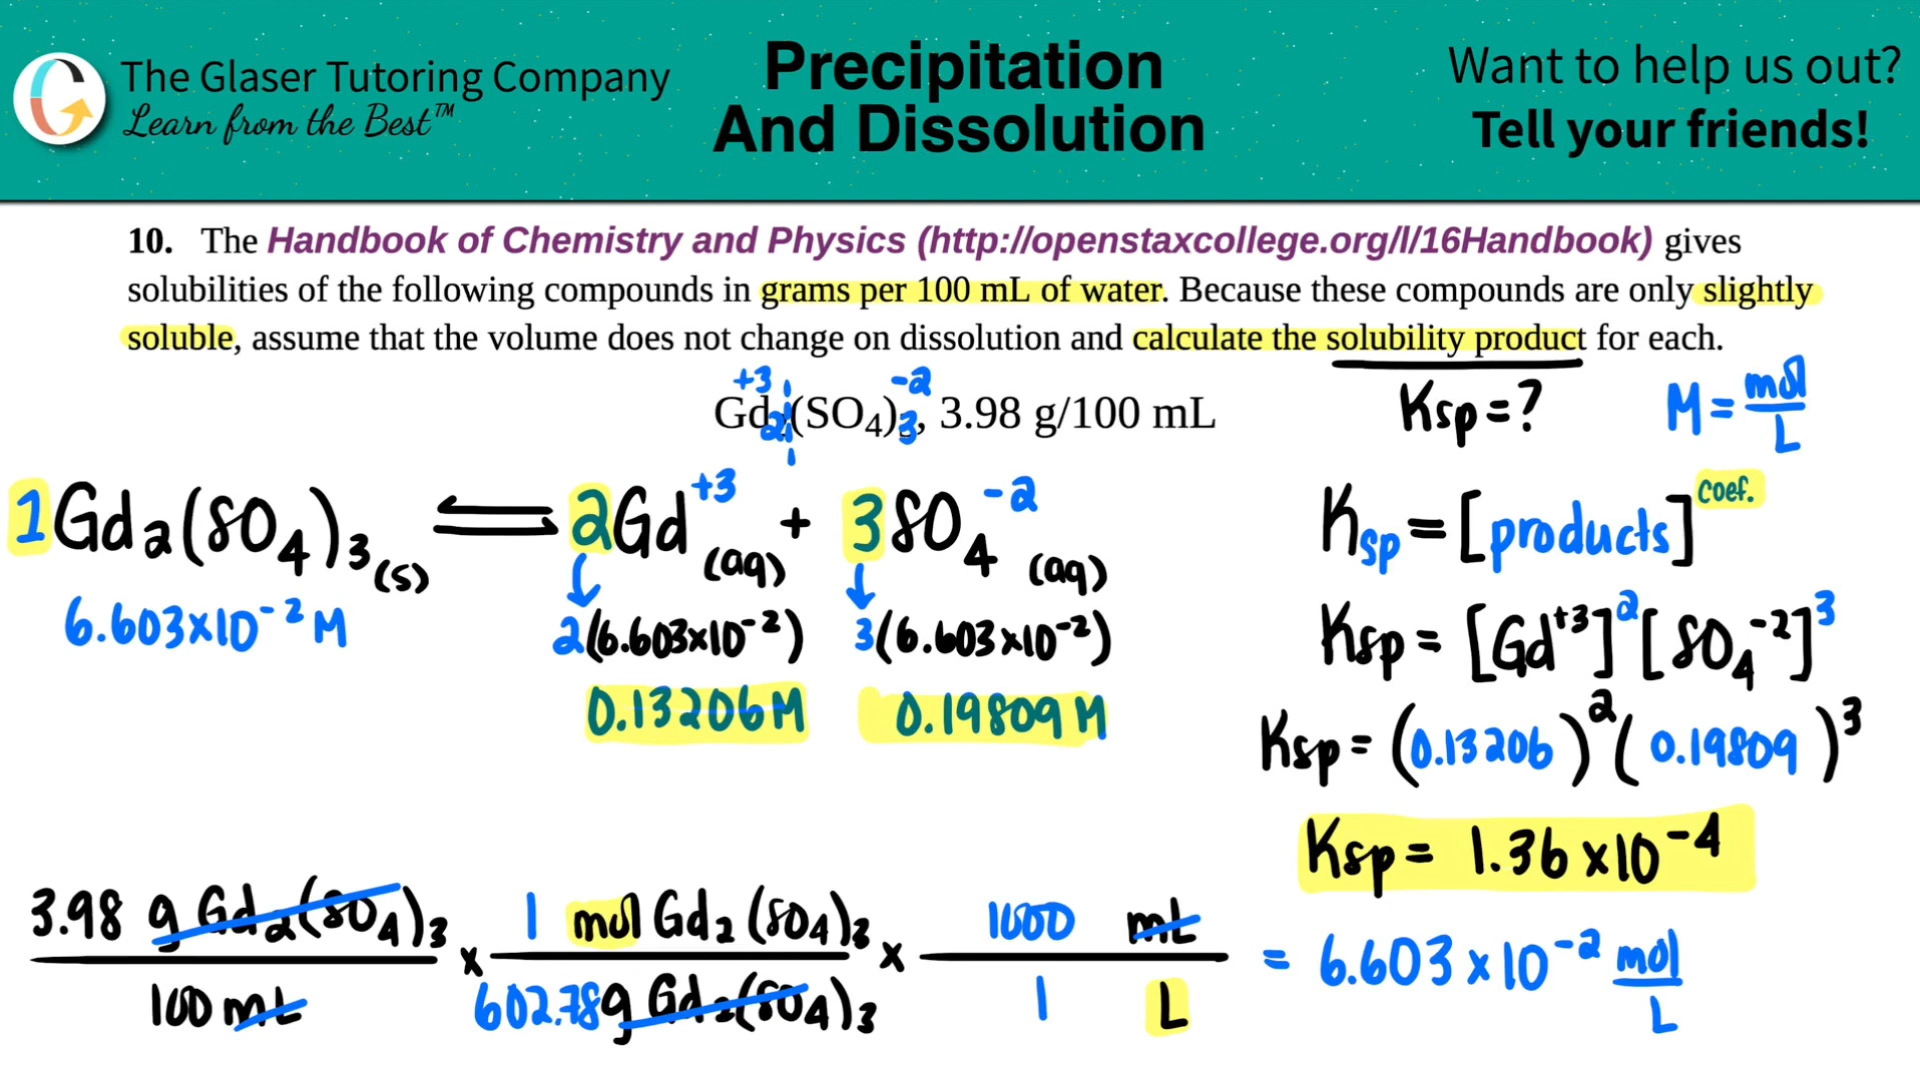 The Glaser Tutoring Company
Learn from the Best™
Precipitation
And Dissolution
Want to help us out?
Tell your friends!
10. The Handbook of Chemistry and Physics (http://openstaxcollege.org/l/16Handbook) gives
solubilities of the following compounds in grams per 100 mL of water. Because these compounds are only slightly
soluble, assume that the volume does not change on dissolution and calculate the solubility product for each.
+3 -2
Gd₂(SO₄)₃, 3.98 g/100 mL
Ksp = ?
M = mol/L
1Gd₂(SO₄)₃(s) ⇌ 2Gd⁺³(aq) + 3SO₄⁻²(aq)
6.603x10⁻² M
2(6.603x10⁻²)
3(6.603x10⁻²)
0.13206 M
0.19809 M
Ksp = [products]^coef.
Ksp = [Gd⁺³]² [SO₄⁻²]³
Ksp = (0.13206)² (0.19809)³
Ksp = 1.36 x10⁻⁴
3.98 g Gd₂(SO₄)₃ / 100 mL x 1 mol Gd₂(SO₄)₃ / 602.78g Gd₂(SO₄)₃ x 1000 mL / 1 L = 6.603 x 10⁻² mol/L